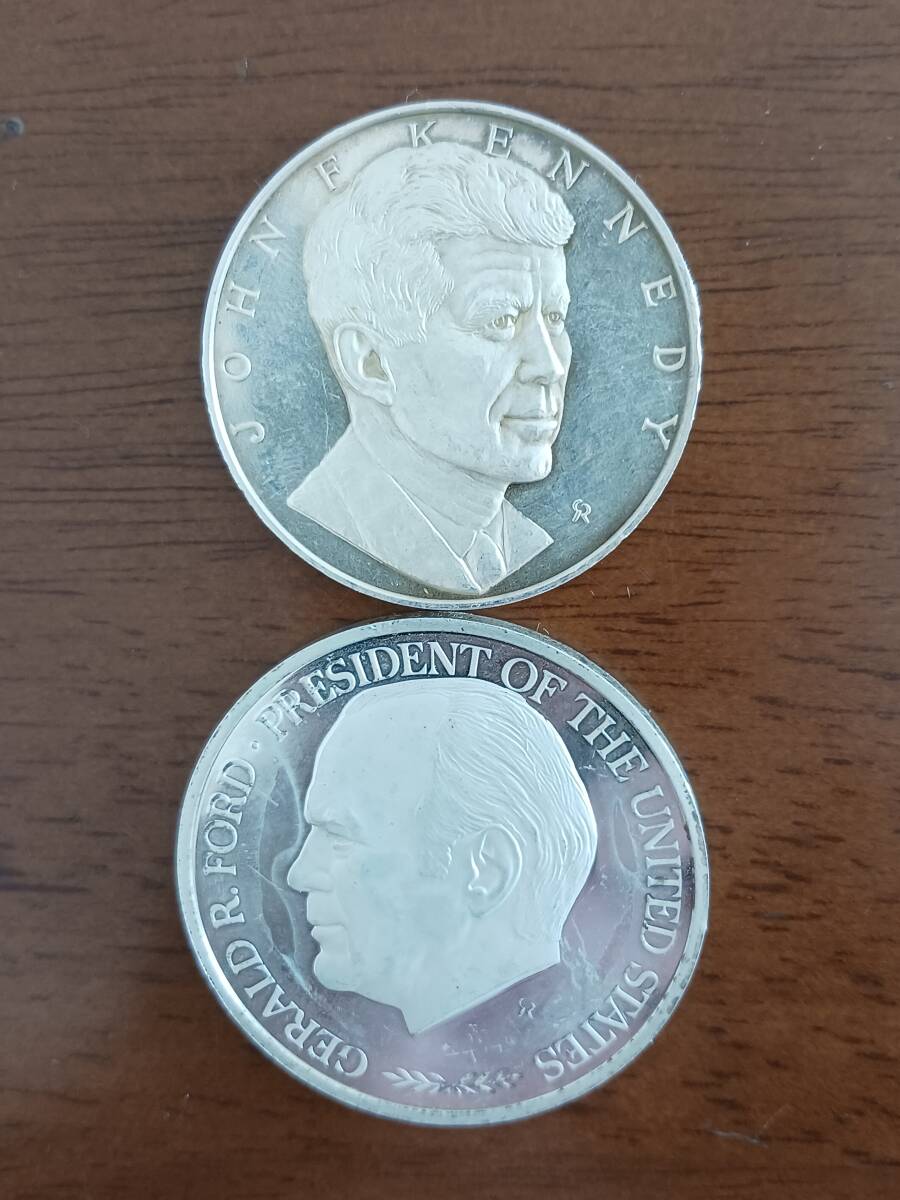 JOHN F KENNEDY
GERALD R. FORD · PRESIDENT OF THE UNITED STATES